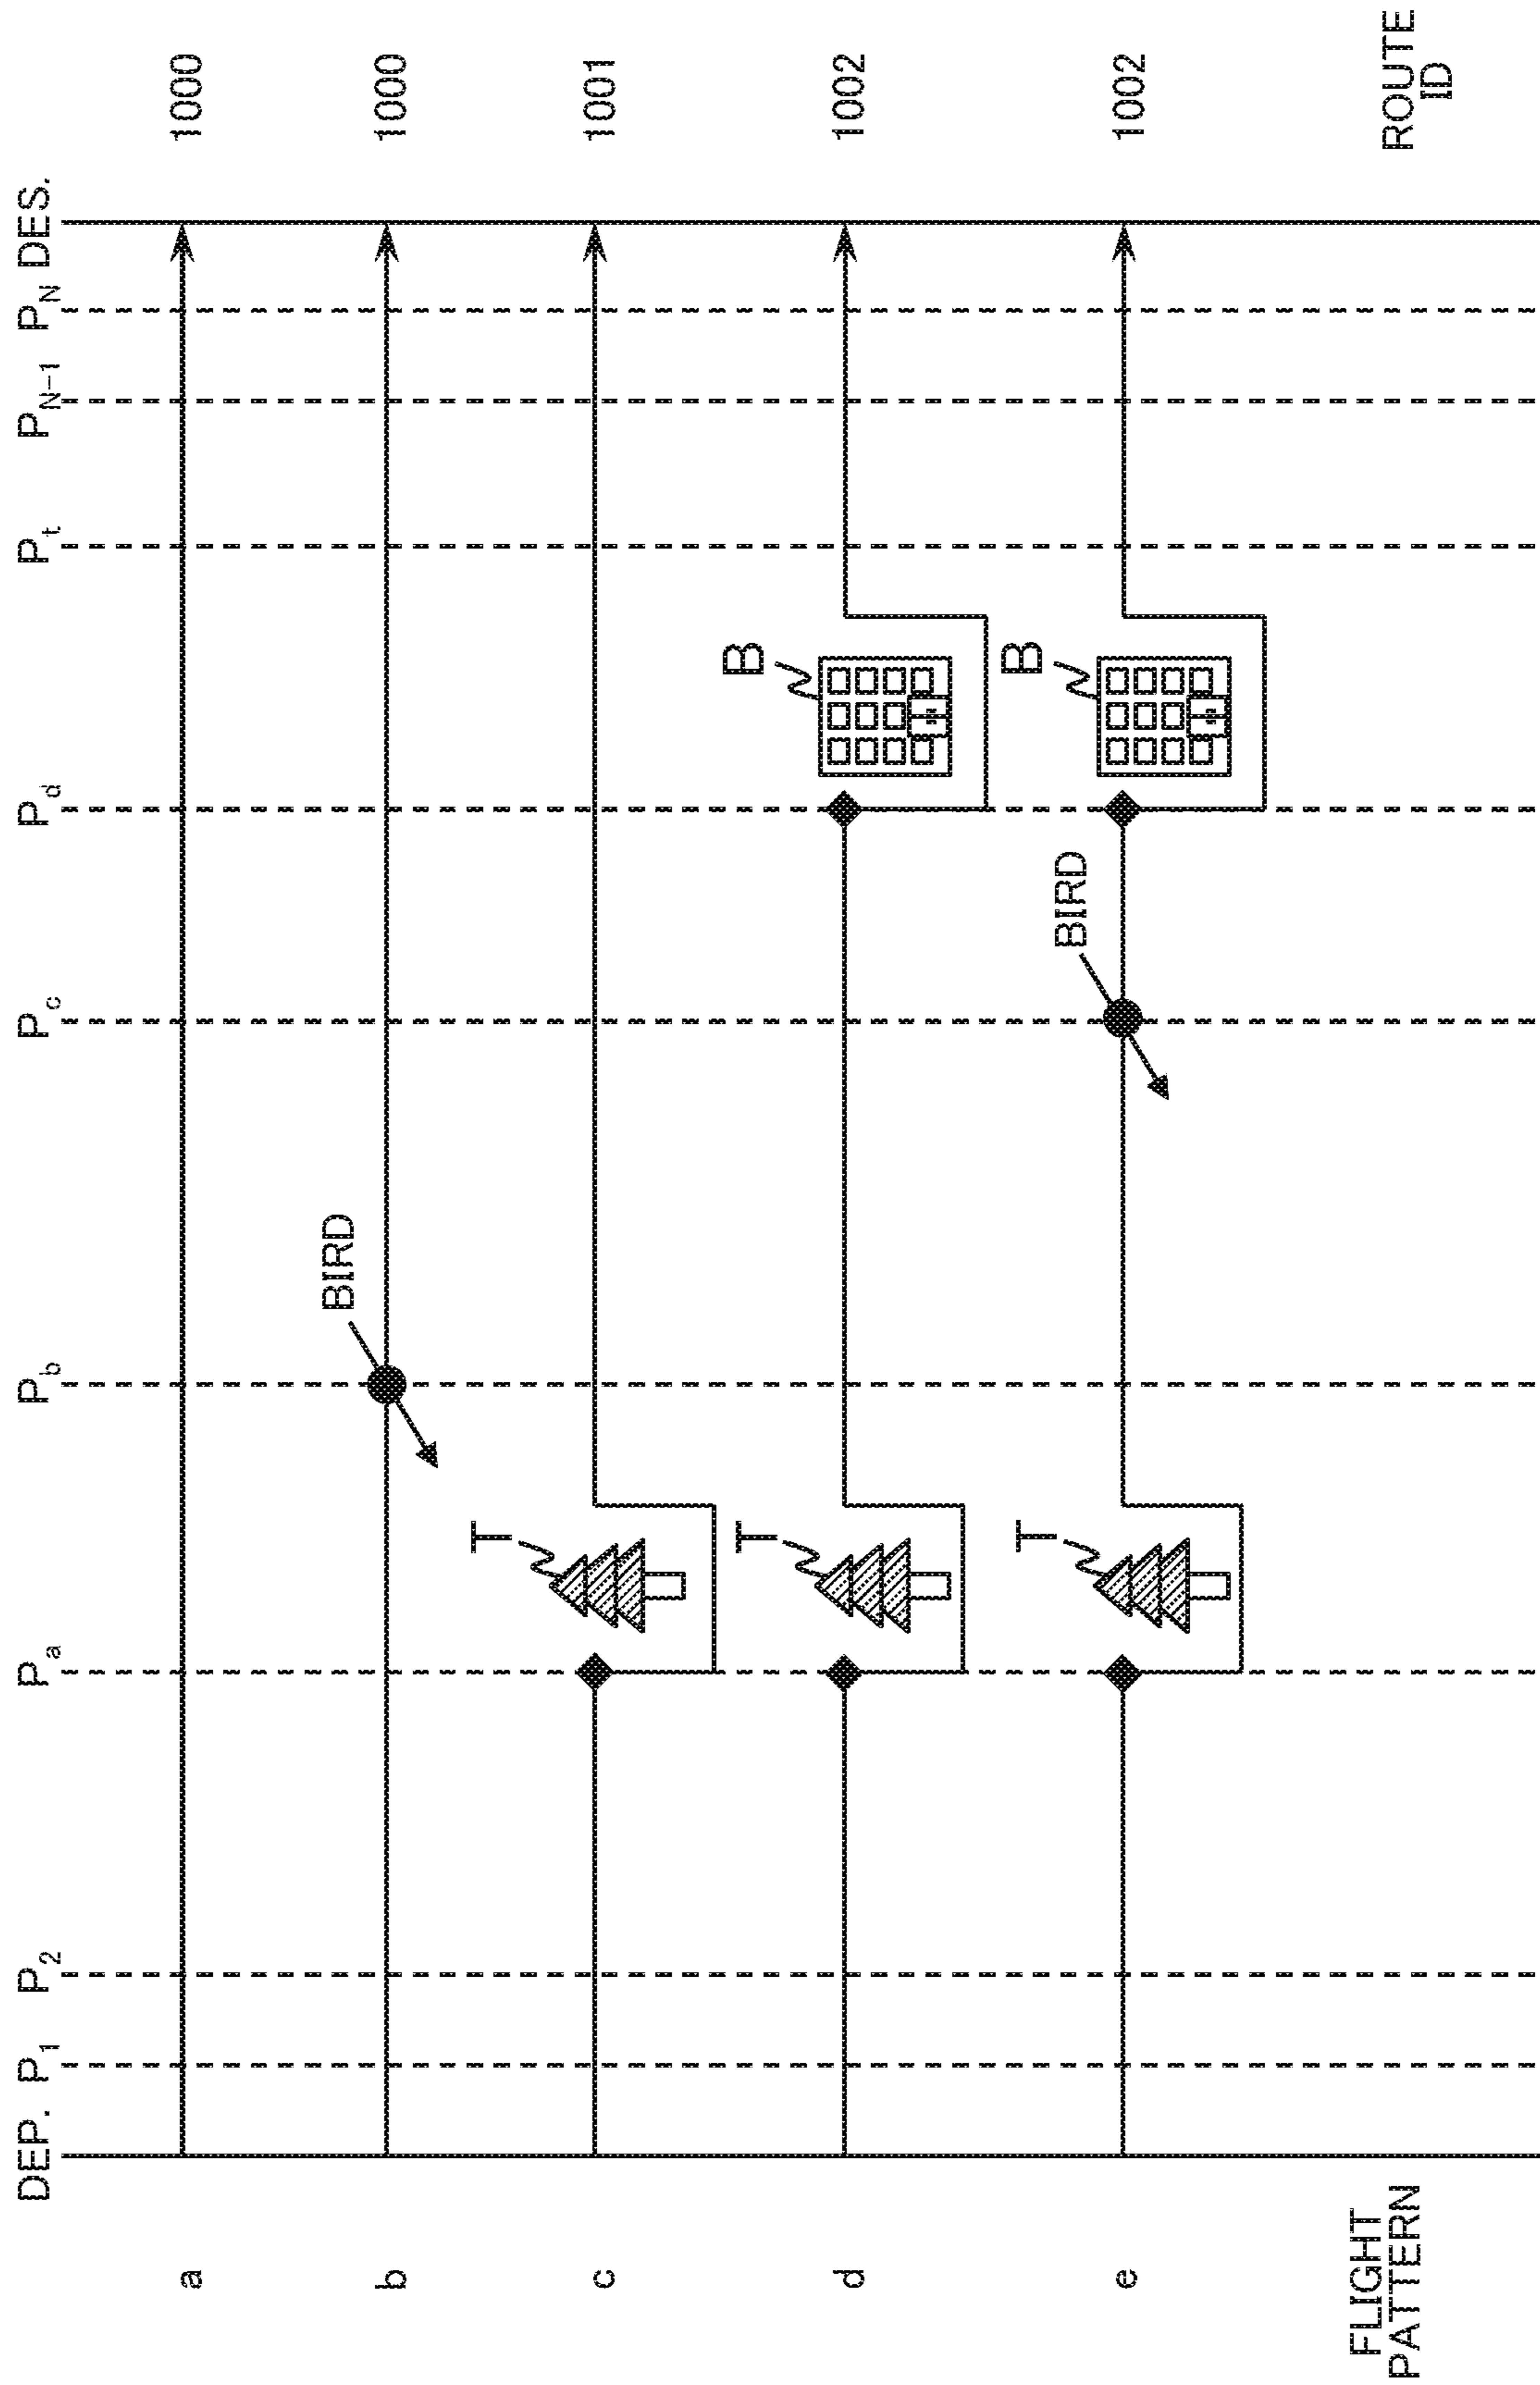 DEP. P1 P2 Pa Pb Pc Pd Pt PN-1 PN DES.
a 1000
BIRD
b 1000
T
c 1001
T B
d 1002
T BIRD B
e 1002
FLIGHT
PATTERN
ROUTE
ID